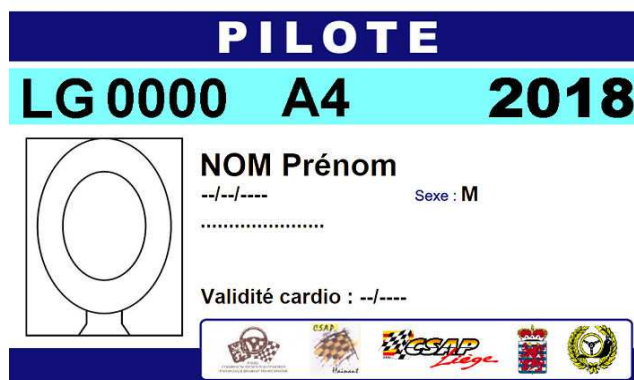 PILOTE
LG 0000 A4 2018
NOM Prénom
--/--/---- Sexe : M
......................
Validité cardio : --/----
CSAP
Hainaut
CSAP
Liège